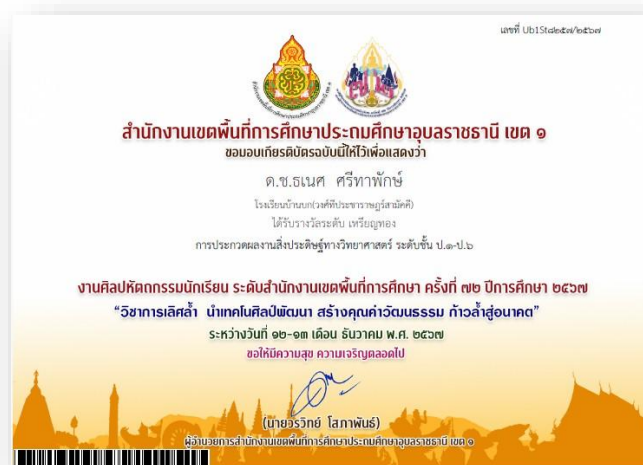 เลขที่ Ub1St๘๒๕๗/๒๕๖๗
สำนักงานเขตพื้นที่การศึกษาประถมศึกษาอุบลราชธานี เขต ๑
ขอมอบเกียรติบัตรฉบับนี้ให้ไว้เพื่อแสดงว่า
ด.ช.ธเนศ ศรีทาพักษ์
โรงเรียนบ้านบก(วงศ์ทีประชาราษฎร์สามัคคี)
ได้รับรางวัลระดับ เหรียญทอง
การประกวดผลงานสิ่งประดิษฐ์ทางวิทยาศาสตร์ ระดับชั้น ป.๑-ป.๖
งานศิลปหัตถกรรมนักเรียน ระดับสำนักงานเขตพื้นที่การศึกษา ครั้งที่ ๗๒ ปีการศึกษา ๒๕๖๗
“วิชาการเลิศล้ำ นำเทคโนศิลป์พัฒนา สร้างคุณค่าวัฒนธรรม ก้าวล้ำสู่อนาคต”
ระหว่างวันที่ ๑๒-๑๓ เดือน ธันวาคม พ.ศ. ๒๕๖๗
ขอให้มีความสุข ความเจริญตลอดไป
(นายวรวิทย์ โสภาพันธ์)
ผู้อำนวยการสำนักงานเขตพื้นที่การศึกษาประถมศึกษาอุบลราชธานี เขต ๑